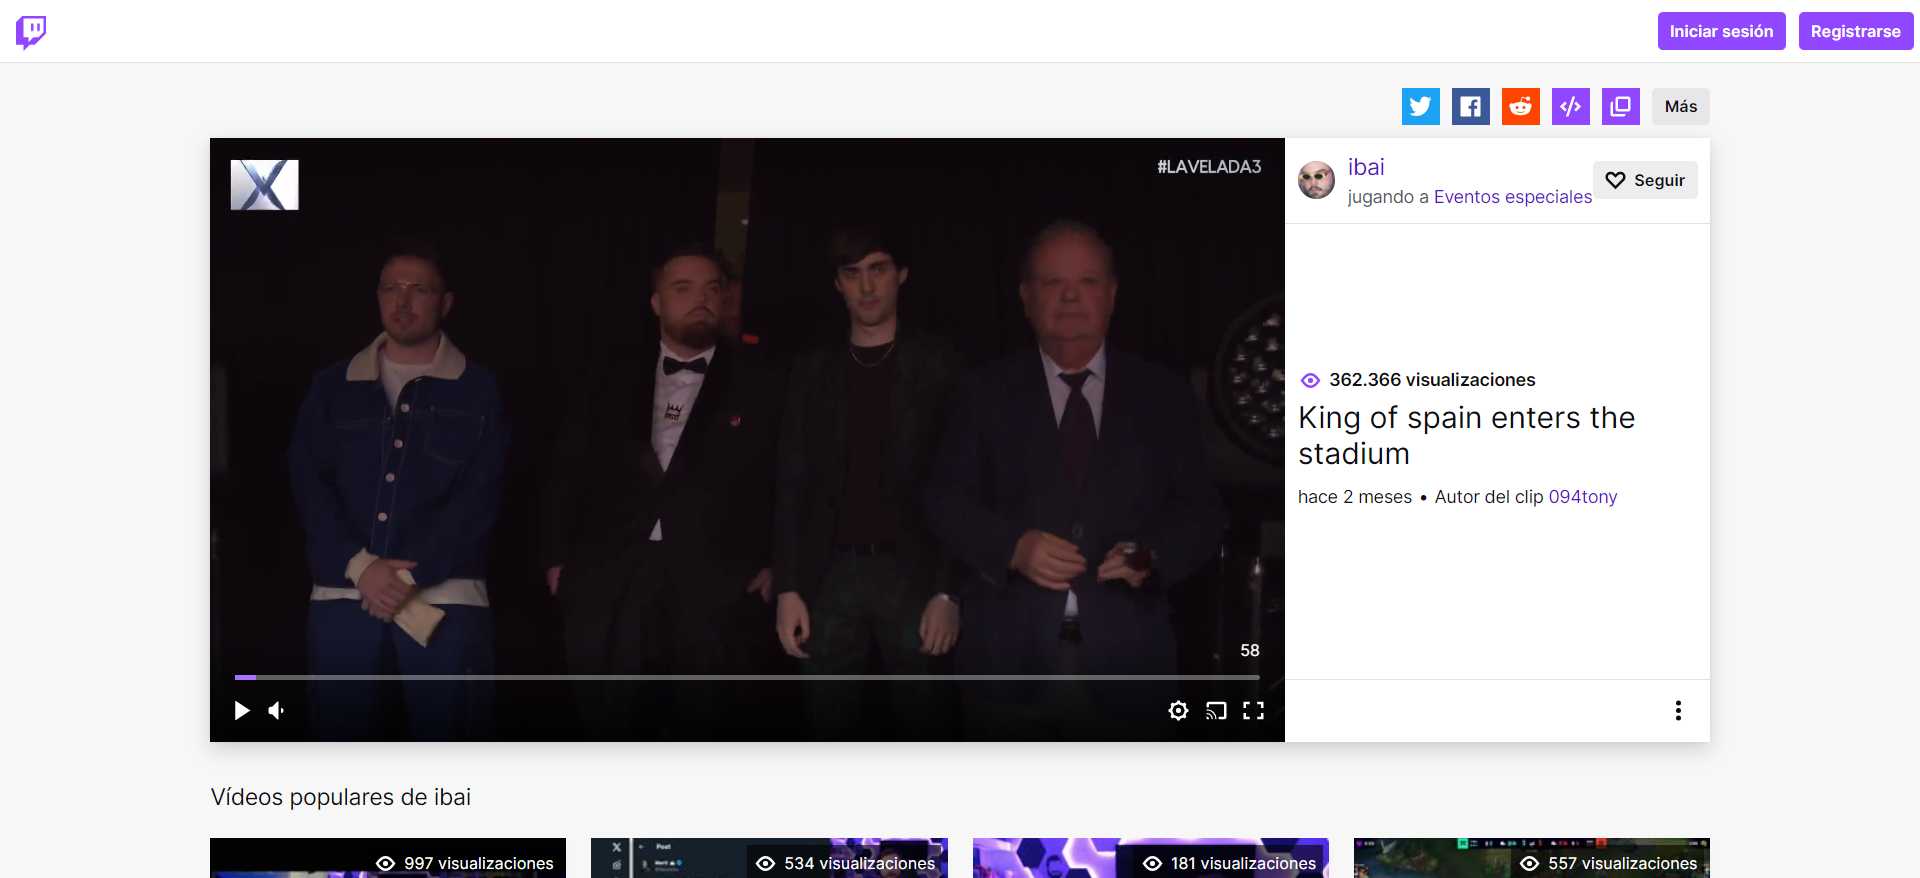 Iniciar sesión
Registrarse
Más
#LAVELADA3
ibai
jugando a Eventos especiales
Seguir
362.366 visualizaciones
King of spain enters the
stadium
hace 2 meses • Autor del clip 094tony
58
Vídeos populares de ibai
997 visualizaciones
Post
534 visualizaciones
181 visualizaciones
557 visualizaciones